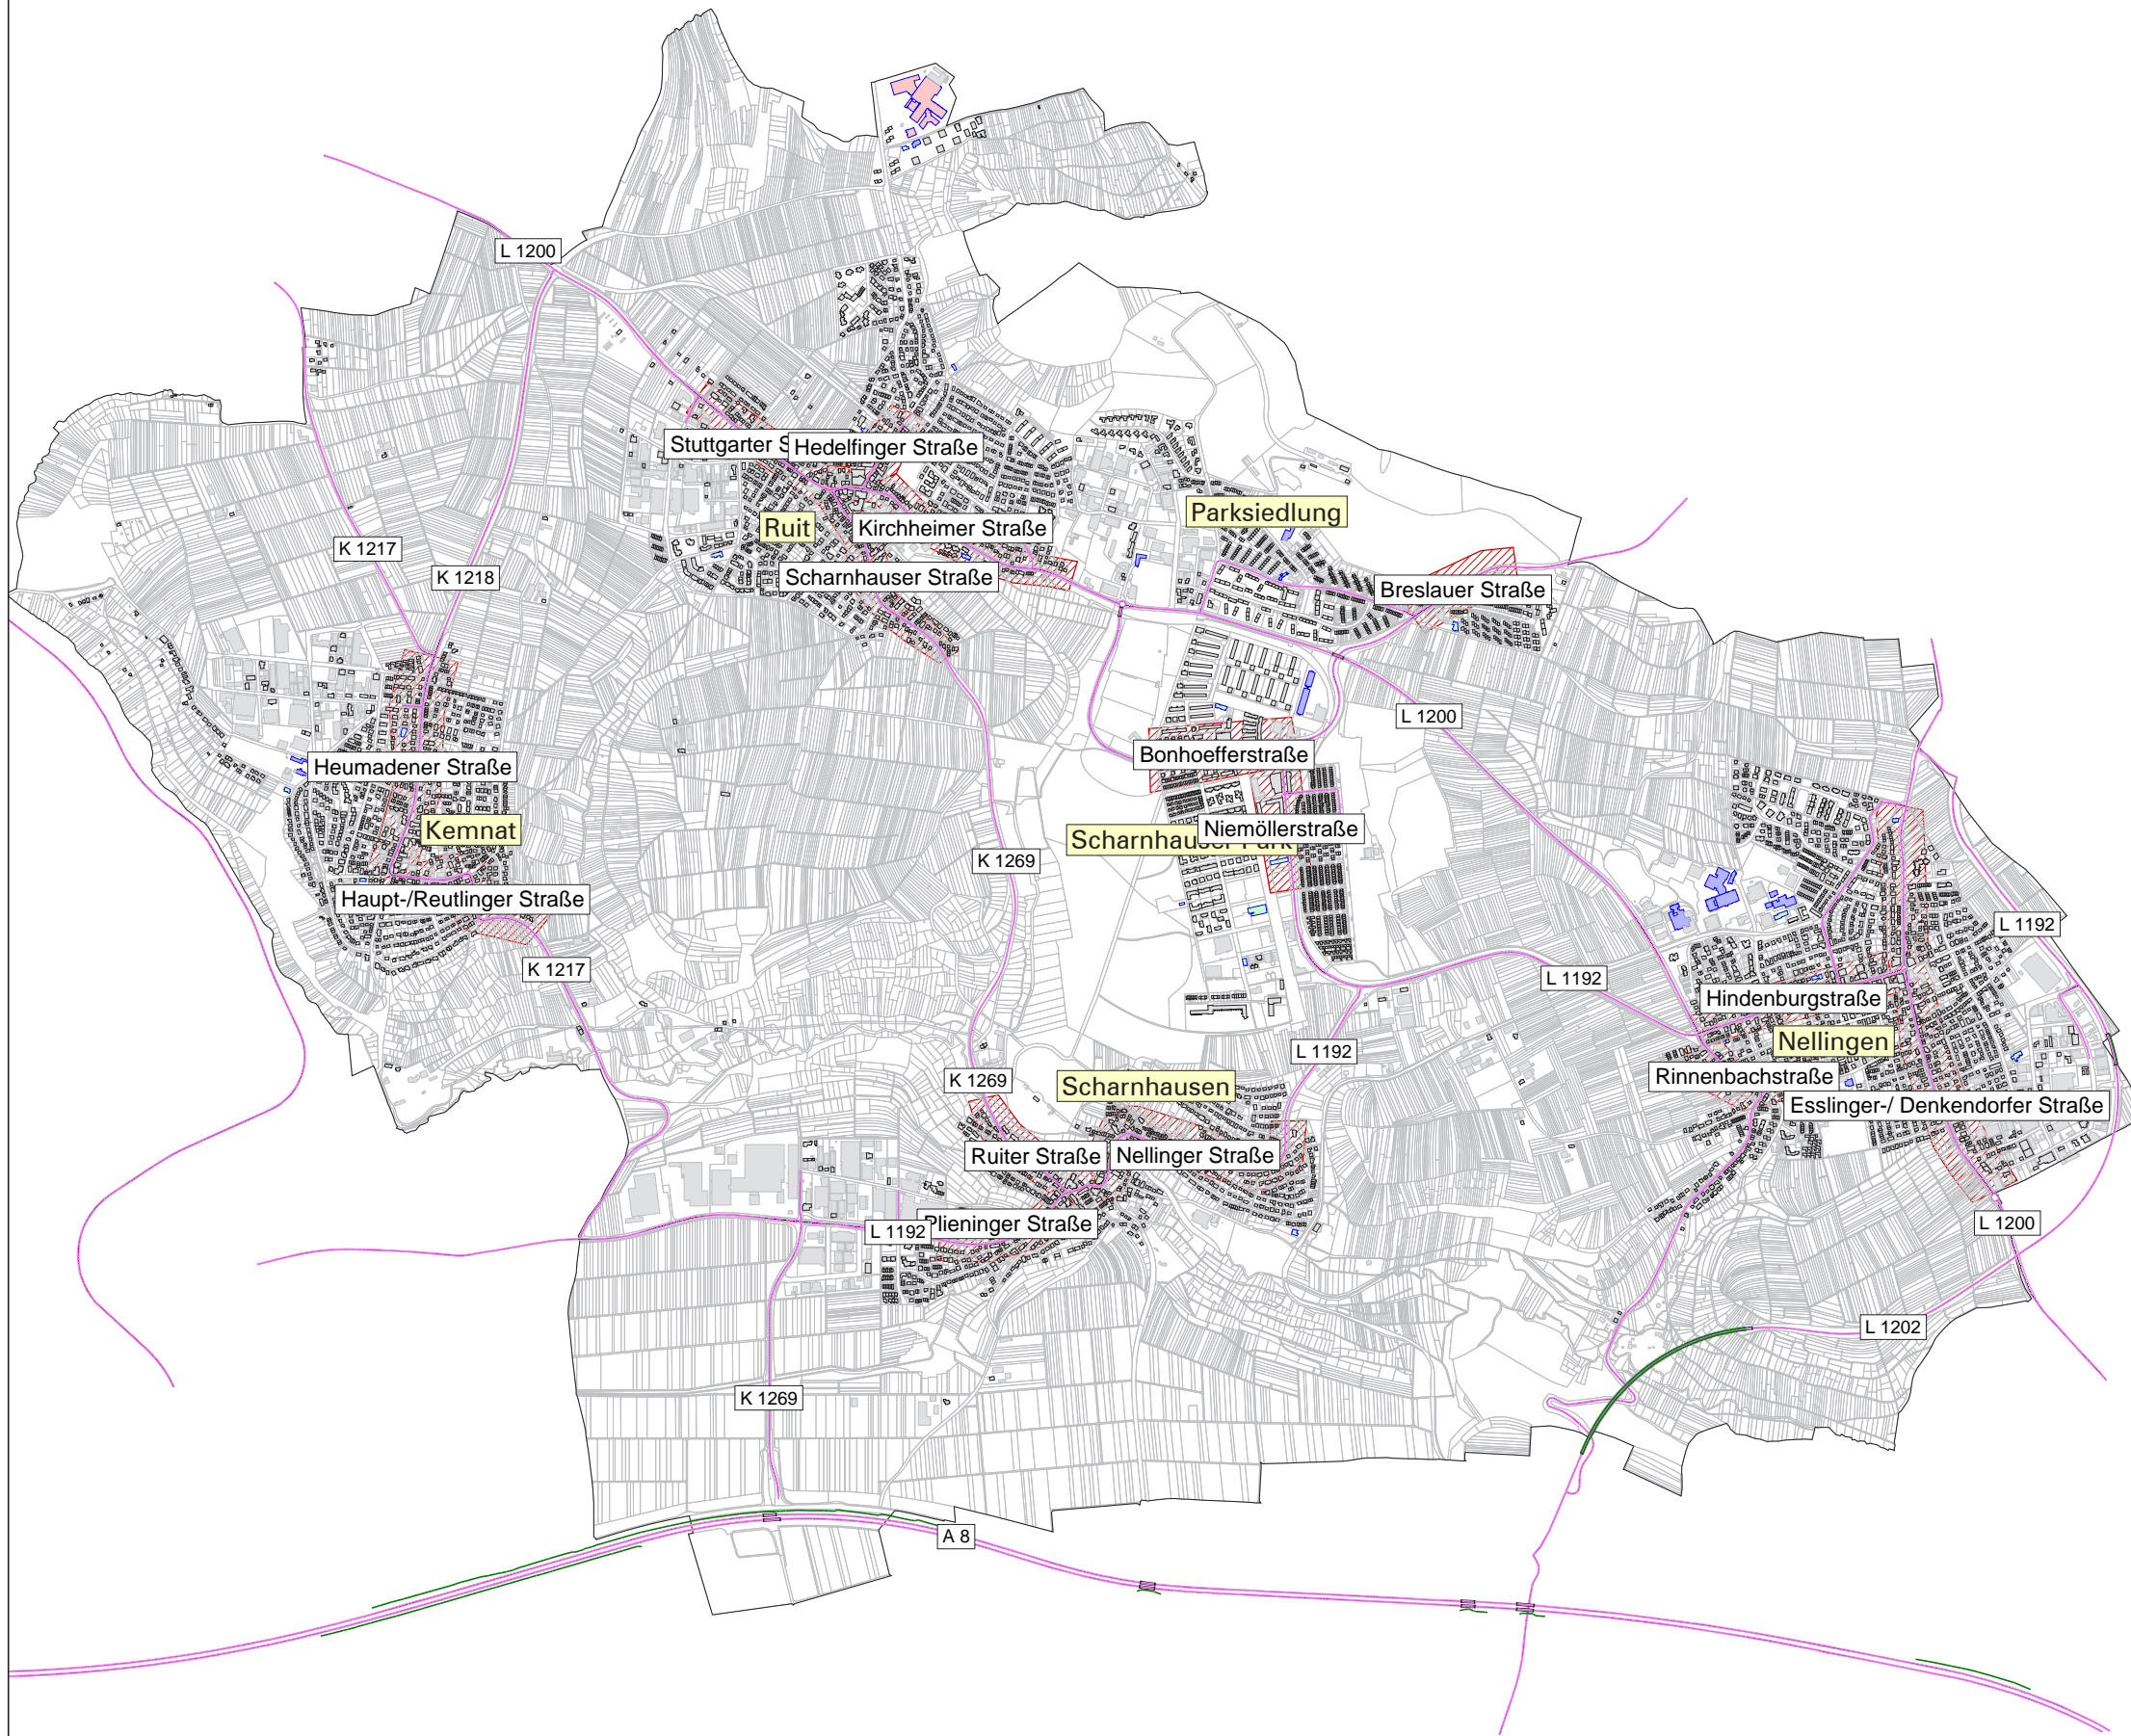 L 1200
Stuttgarter S
Hedelfinger Straße
Parksiedlung
Ruit
Kirchheimer Straße
K 1217
K 1218
Scharnhauser Straße
Breslauer Straße
L 1200
Bonhoefferstraße
Heumadener Straße
Kemnat
Niemöllerstraße
Scharnhauser Park
K 1269
Haupt-/Reutlinger Straße
L 1192
K 1217
L 1192
Hindenburgstraße
Nellingen
L 1192
K 1269
Scharnhausen
Rinnenbachstraße
Esslinger-/ Denkendorfer Straße
Ruiter Straße
Nellinger Straße
Plieninger Straße
L 1192
L 1200
L 1202
K 1269
A 8